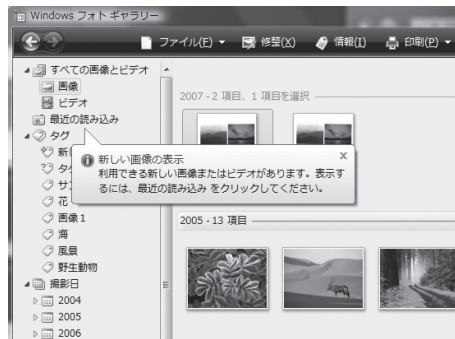 Windows フォト ギャラリー
ファイル(F) 修整(X) 情報(I) 印刷(P)
すべての画像とビデオ
画像
ビデオ
最近の読み込み
タグ
2007 - 2 項目、1 項目を選択
新しい画像の表示 x
利用できる新しい画像またはビデオがあります。表示す
るには、最近の読み込み をクリックしてください。
花
画像 1
海
風景
野生動物
撮影日
2004
2005
2006
2005 - 13 項目